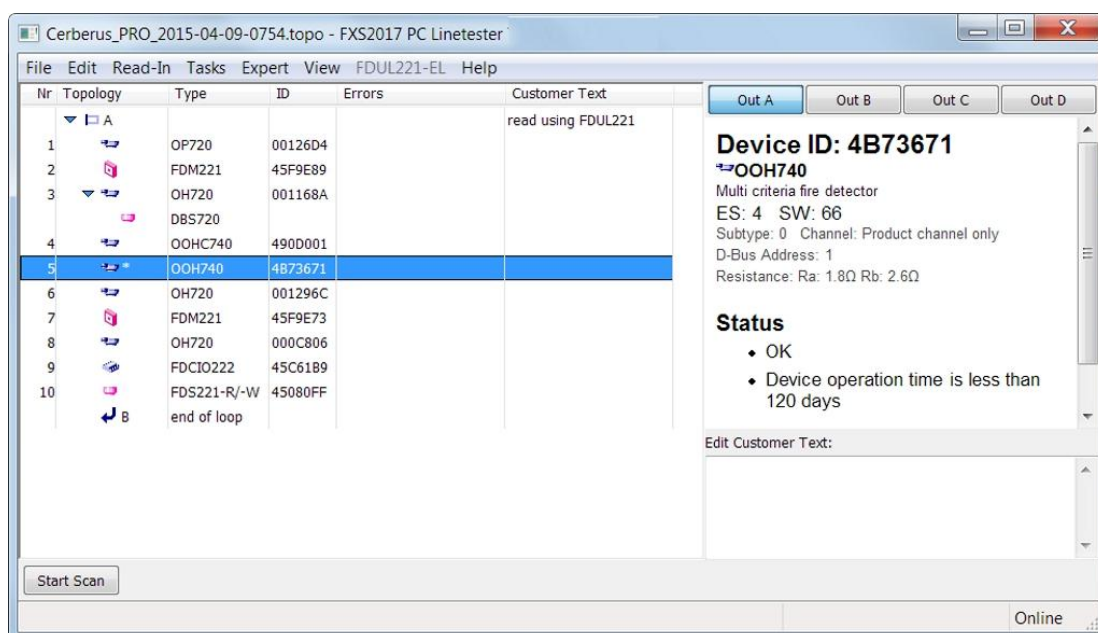 Cerberus_PRO_2015-04-09-0754.topo - FXS2017 PC Linetester
File Edit Read-In Tasks Expert View FDUL221-EL Help
Nr Topology Type ID Errors Customer Text
A read using FDUL221
1 OP720 00126D4
2 FDM221 45F9E89
3 OH720 001168A
DBS720
4 OOHC740 490D001
5 OOH740 4B73671
6 OH720 001296C
7 FDM221 45F9E73
8 OH720 000C806
9 FDCIO222 45C61B9
10 FDS221-R/-W 45080FF
B end of loop
Out A Out B Out C Out D
Device ID: 4B73671
OOH740
Multi criteria fire detector
ES: 4 SW: 66
Subtype: 0 Channel: Product channel only
D-Bus Address: 1
Resistance: Ra: 1.8Ω Rb: 2.6Ω
Status
• OK
• Device operation time is less than
120 days
Edit Customer Text:
Start Scan
Online